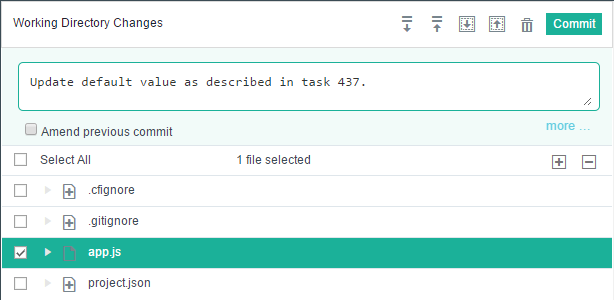 Working Directory Changes
Commit
Update default value as described in task 437.
Amend previous commit
more ...
Select All
1 file selected
.cfignore
.gitignore
app.js
project.json